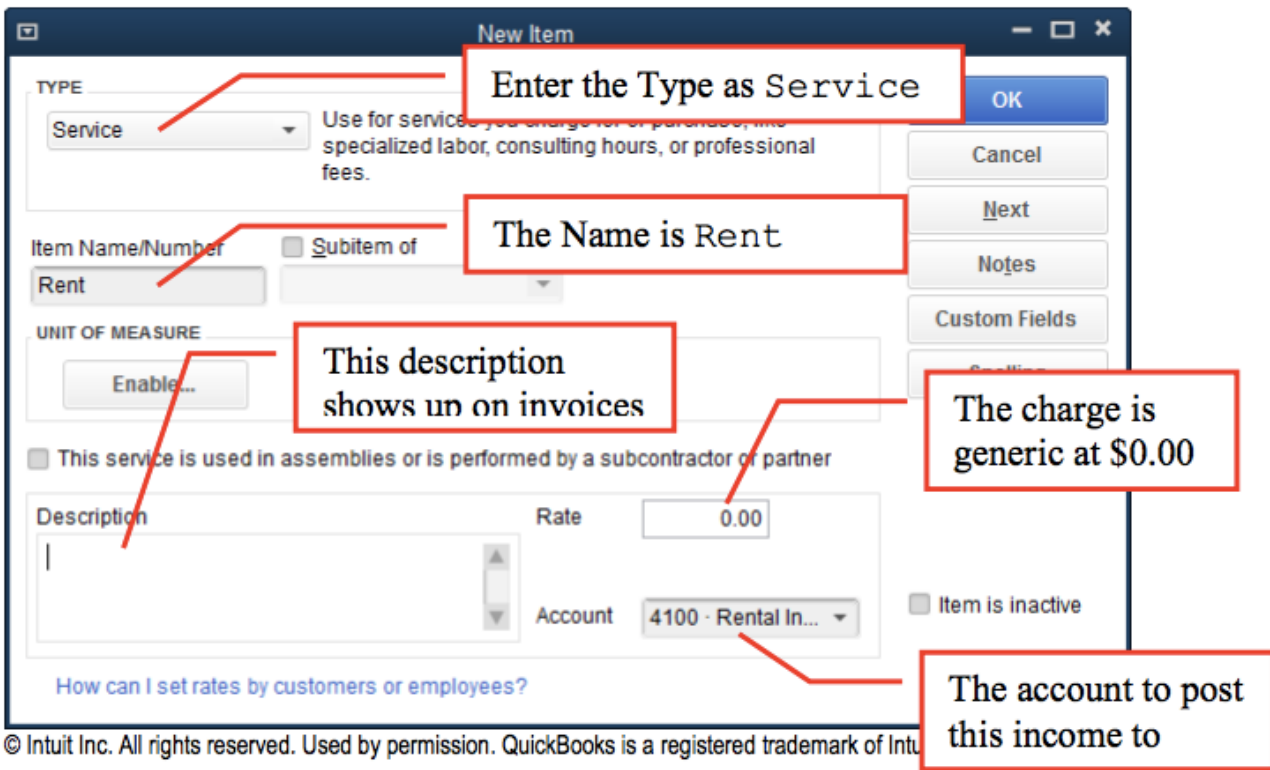 New Item
Enter the Type as Service
TYPE
Service
Use for services you charge for or purchase, like
specialized labor, consulting hours, or professional
fees.
OK
Cancel
Next
Notes
Custom Fields
Spelling
The Name is Rent
Item Name/Number
Subitem of
Rent
UNIT OF MEASURE
Enable...
This description
shows up on invoices
The charge is
generic at $0.00
This service is used in assemblies or is performed by a subcontractor or partner
Description
Rate
0.00
Account
4100 · Rental In...
Item is inactive
The account to post
this income to
How can I set rates by customers or employees?
© Intuit Inc. All rights reserved. Used by permission. QuickBooks is a registered trademark of